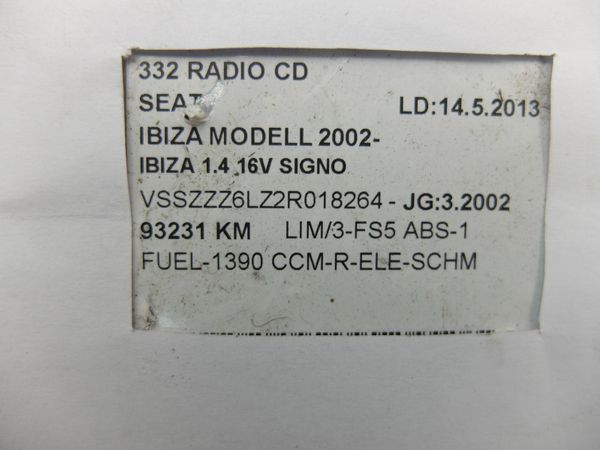 332 RADIO CD
SEAT LD:14.5.2013
IBIZA MODELL 2002-
IBIZA 1.4 16V SIGNO
VSSZZZ6LZ2R018264 - JG:3.2002
93231 KM LIM/3-FS5 ABS-1
FUEL-1390 CCM-R-ELE-SCHM